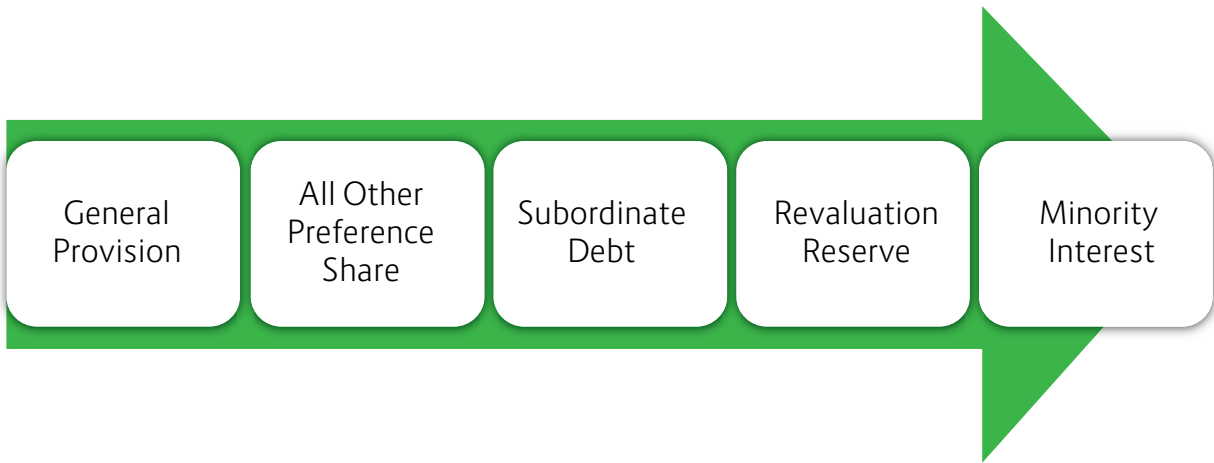 General
Provision
All Other
Preference
Share
Subordinate
Debt
Revaluation
Reserve
Minority
Interest